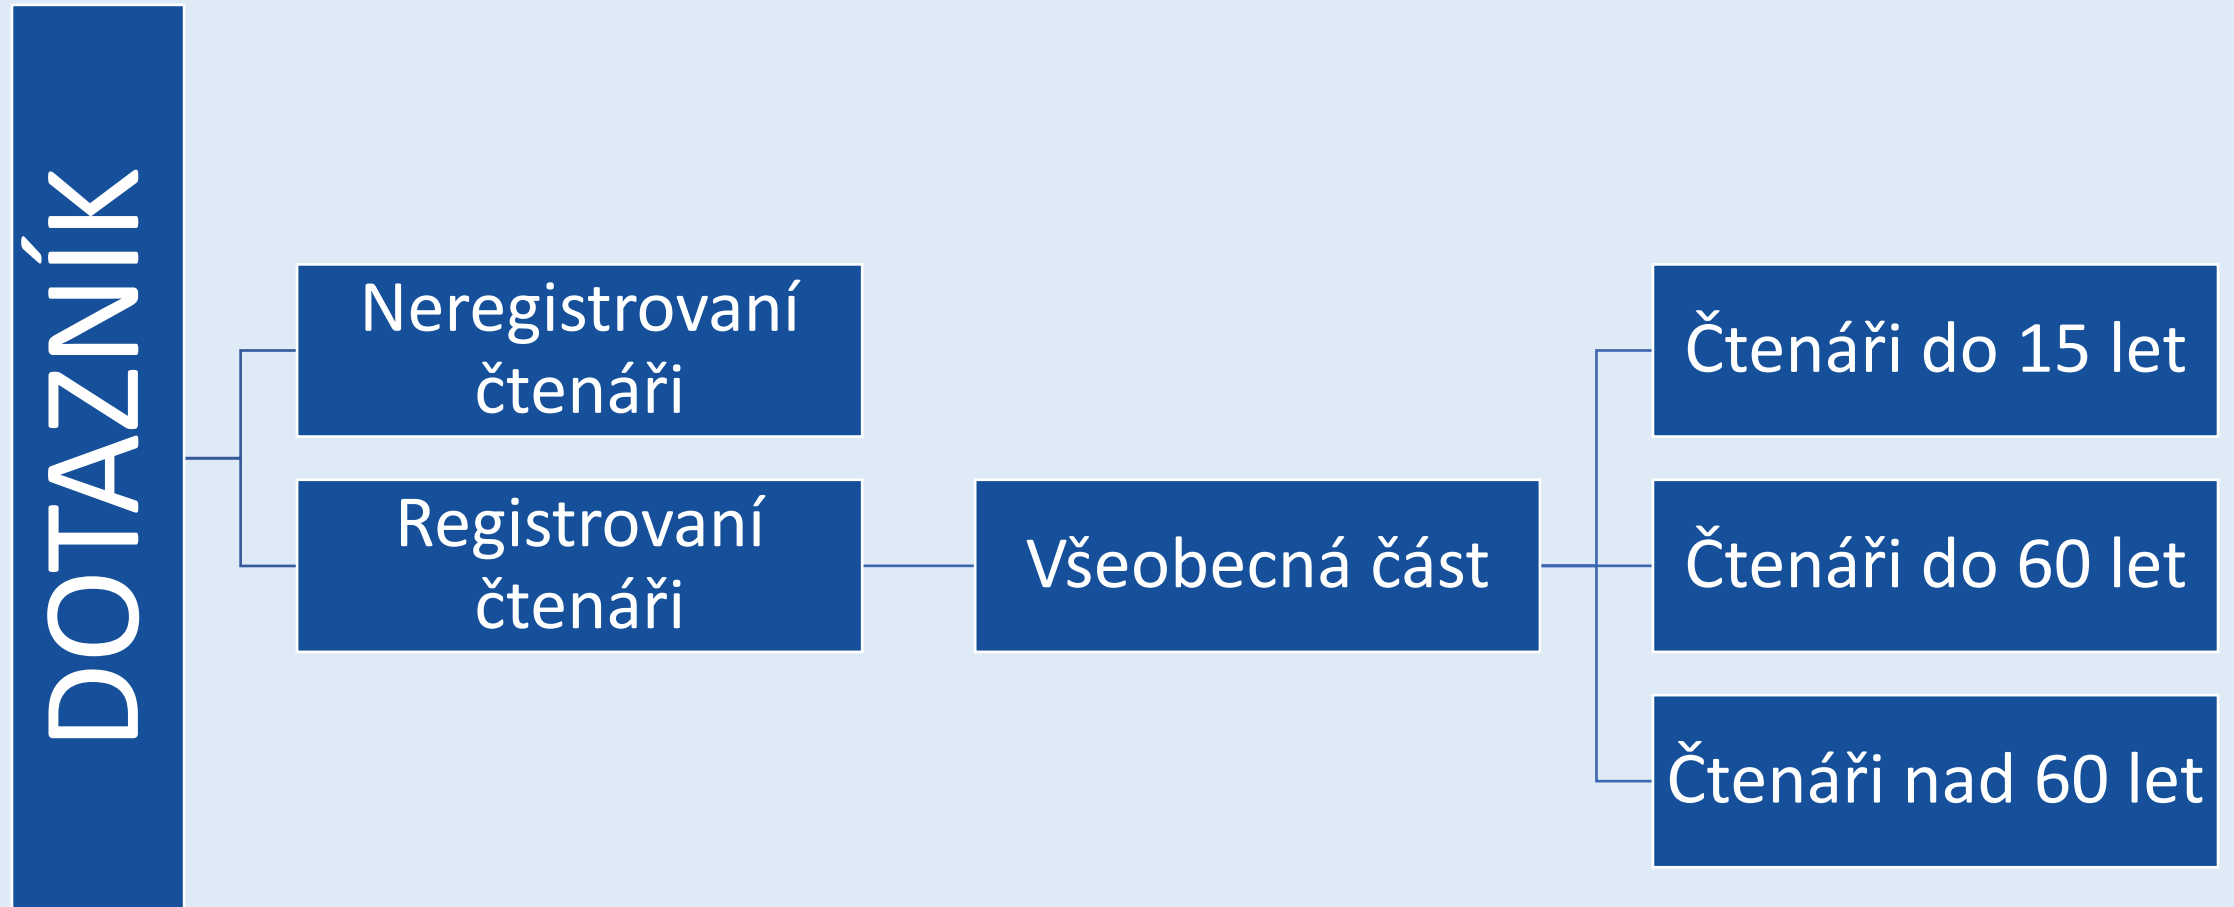 DOTAZNÍK
Neregistrovaní
čtenáři
Registrovaní
čtenáři
Všeobecná část
Čtenáři do 15 let
Čtenáři do 60 let
Čtenáři nad 60 let